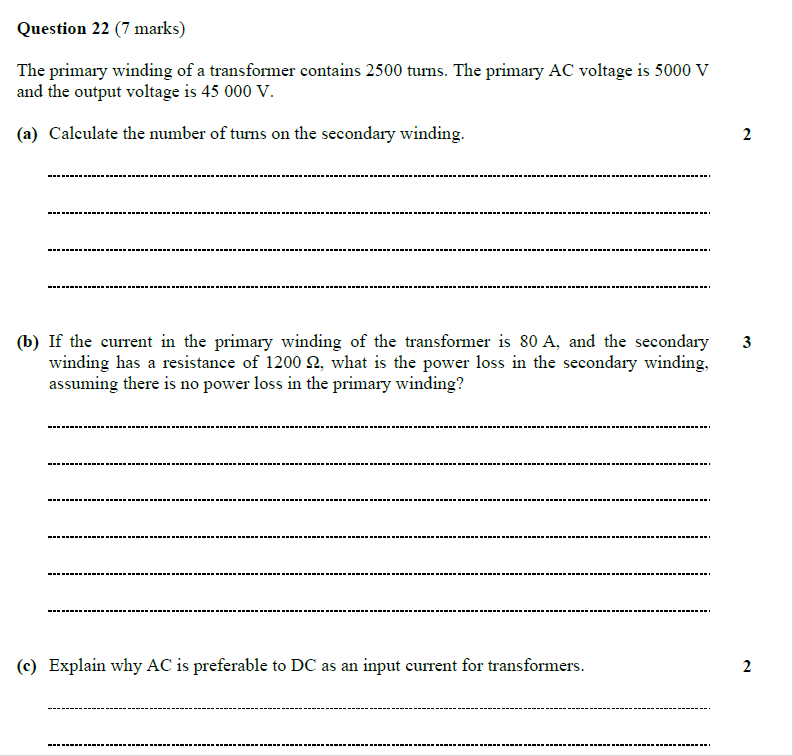 Question 22 (7 marks)
The primary winding of a transformer contains 2500 turns. The primary AC voltage is 5000 V
and the output voltage is 45 000 V.
(a) Calculate the number of turns on the secondary winding. 2
(b) If the current in the primary winding of the transformer is 80 A, and the secondary 3
winding has a resistance of 1200 Ω, what is the power loss in the secondary winding,
assuming there is no power loss in the primary winding?
(c) Explain why AC is preferable to DC as an input current for transformers. 2